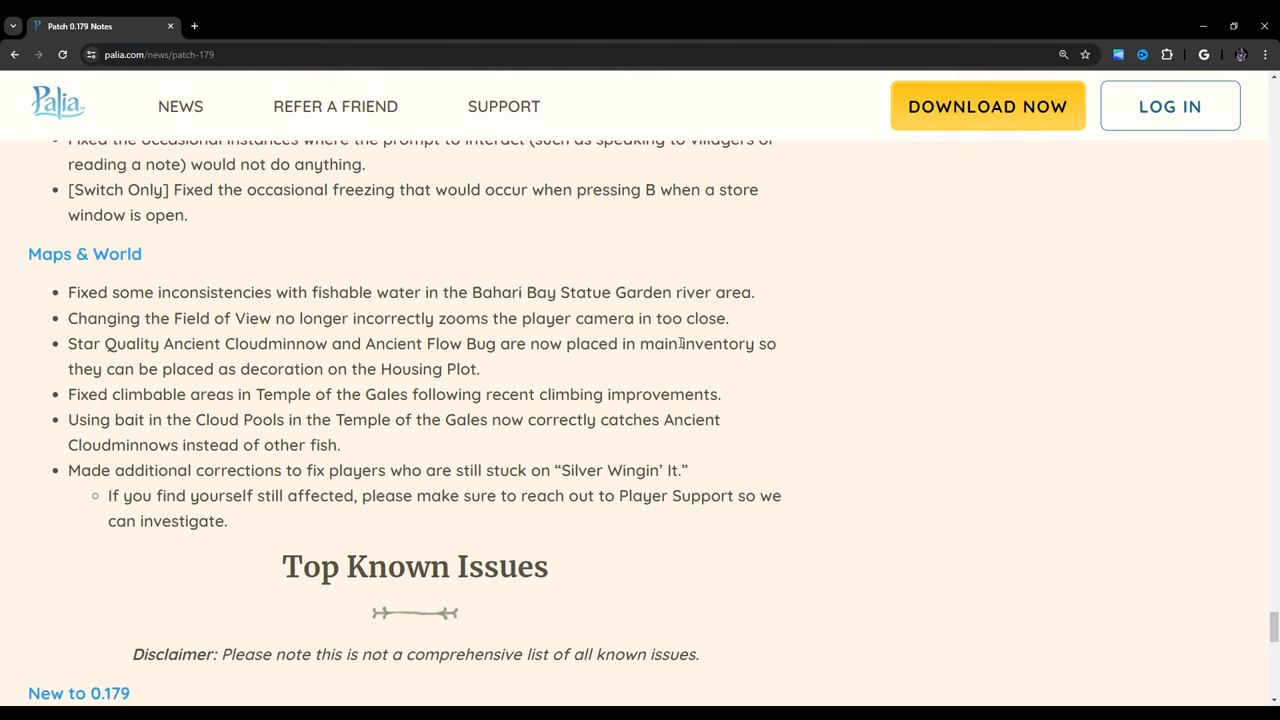 Patch 0.179 Notes
palia.com/news/patch-179
Palia
NEWS
REFER A FRIEND
SUPPORT
DOWNLOAD NOW
LOG IN
Fixed the occasional instances where the prompt to interact (such as speaking to villagers or
reading a note) would not do anything.
[Switch Only] Fixed the occasional freezing that would occur when pressing B when a store
window is open.
Maps & World
Fixed some inconsistencies with fishable water in the Bahari Bay Statue Garden river area.
Changing the Field of View no longer incorrectly zooms the player camera in too close.
Star Quality Ancient Cloudminnow and Ancient Flow Bug are now placed in main inventory so
they can be placed as decoration on the Housing Plot.
Fixed climbable areas in Temple of the Gales following recent climbing improvements.
Using bait in the Cloud Pools in the Temple of the Gales now correctly catches Ancient
Cloudminnows instead of other fish.
Made additional corrections to fix players who are still stuck on “Silver Wingin’ It.”
If you find yourself still affected, please make sure to reach out to Player Support so we
can investigate.
Top Known Issues
Disclaimer: Please note this is not a comprehensive list of all known issues.
New to 0.179